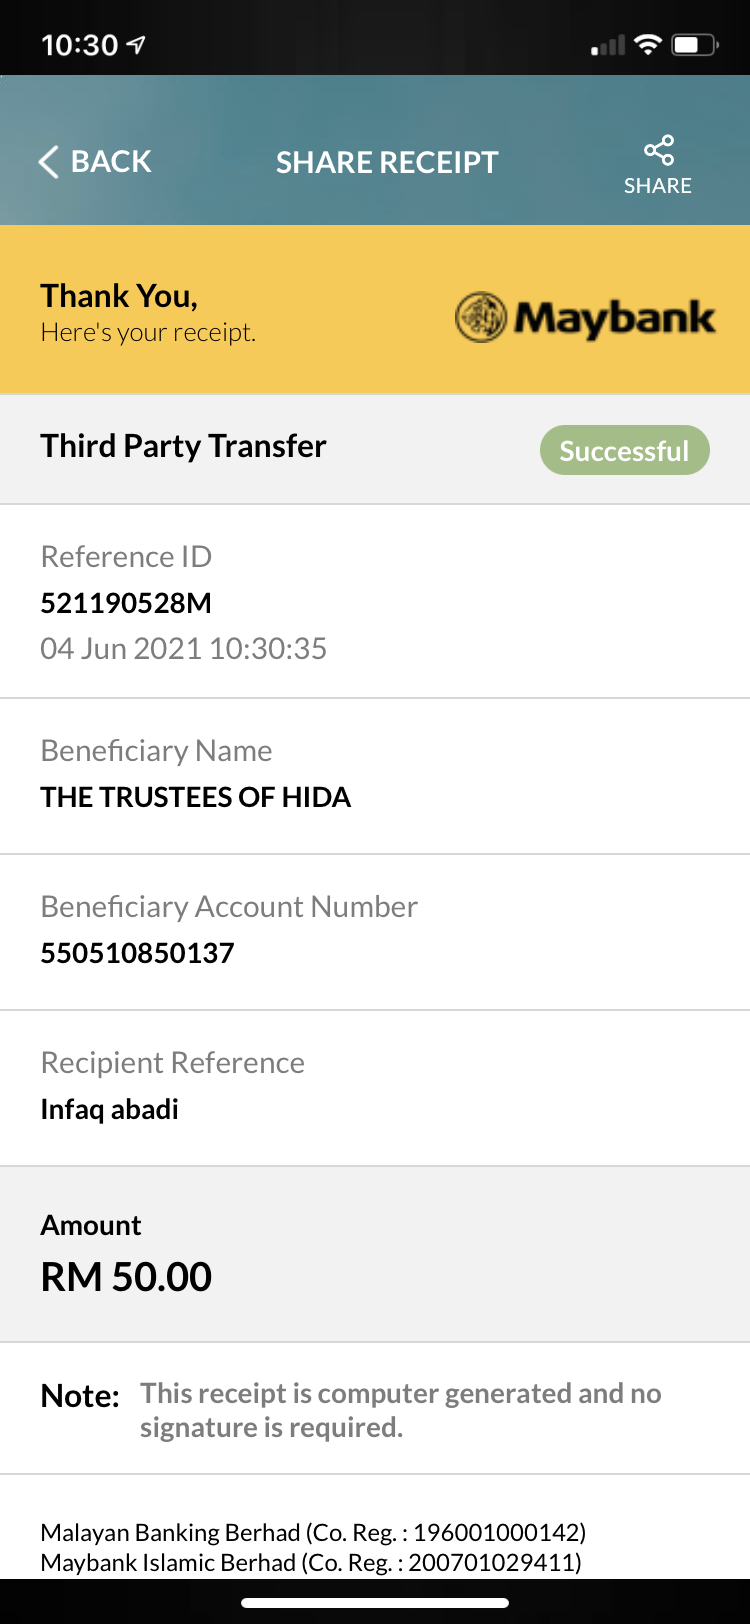 10:30
BACK
SHARE RECEIPT
SHARE
Thank You,
Here's your receipt.
Maybank
Third Party Transfer
Successful
Reference ID
521190528M
04 Jun 2021 10:30:35
Beneficiary Name
THE TRUSTEES OF HIDA
Beneficiary Account Number
550510850137
Recipient Reference
Infaq abadi
Amount
RM 50.00
Note: This receipt is computer generated and no
signature is required.
Malayan Banking Berhad (Co. Reg. : 196001000142)
Maybank Islamic Berhad (Co. Reg. : 200701029411)